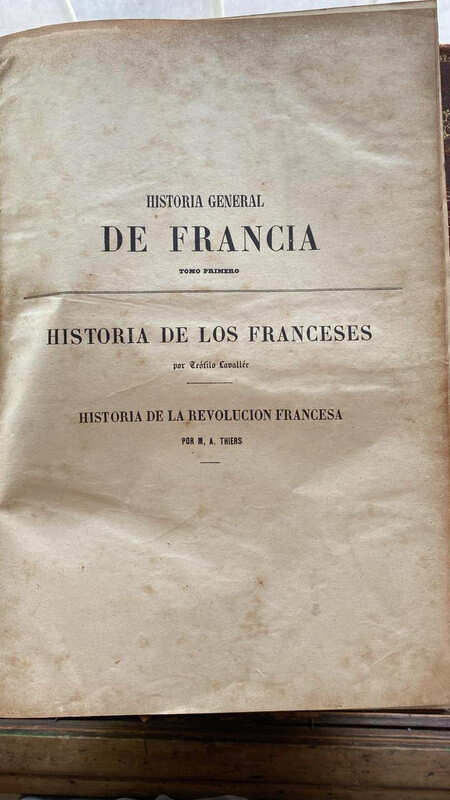 HISTORIA GENERAL
DE FRANCIA
TOMO PRIMERO
HISTORIA DE LOS FRANCESES
por Teófilo Lavallée
HISTORIA DE LA REVOLUCION FRANCESA
POR M. A. THIERS